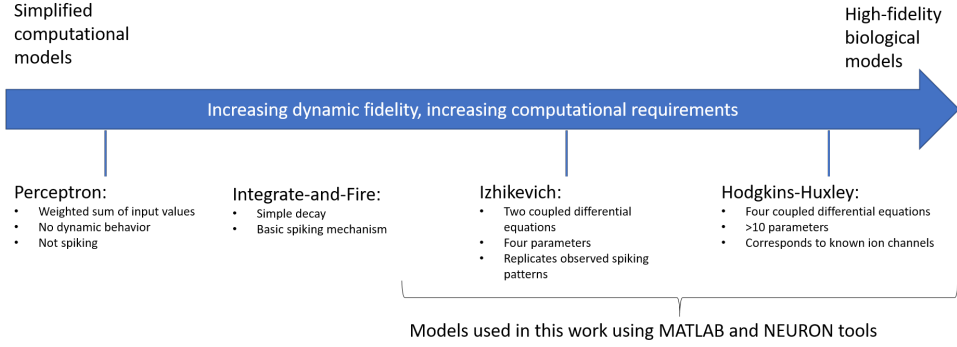 Simplified
computational
models
High-fidelity
biological
models
Increasing dynamic fidelity, increasing computational requirements
Perceptron:
• Weighted sum of input values
• No dynamic behavior
• Not spiking
Integrate-and-Fire:
• Simple decay
• Basic spiking mechanism
Izhikevich:
• Two coupled differential
equations
• Four parameters
• Replicates observed spiking
patterns
Hodgkins-Huxley:
• Four coupled differential equations
• >10 parameters
• Corresponds to known ion channels
Models used in this work using MATLAB and NEURON tools